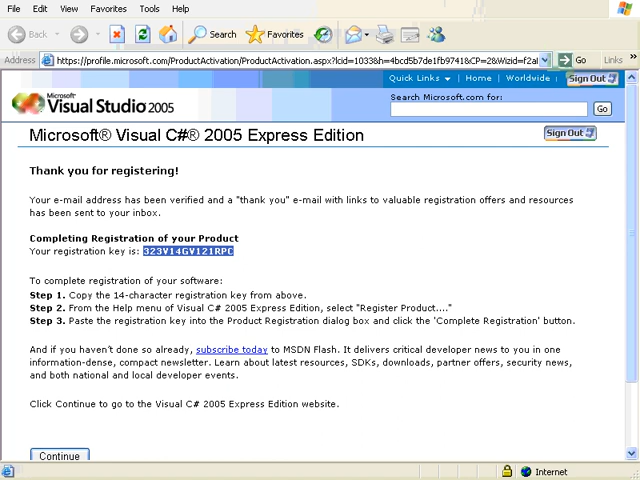 File Edit View Favorites Tools Help
Back Search Favorites
Address https://profile.microsoft.com/ProductActivation/ProductActivation.aspx?lcid=1033&h=4bcd5b7de1fb9741&CP=2&Wizid=f2al Go Links »
Quick Links Home Worldwide Sign Out
Microsoft® Visual Studio 2005
Search Microsoft.com for:
Go
Microsoft® Visual C#® 2005 Express Edition Sign Out
Thank you for registering!
Your e-mail address has been verified and a "thank you" e-mail with links to valuable registration offers and resources
has been sent to your inbox.
Completing Registration of your Product
Your registration key is: 323V14GV121RPC
To complete registration of your software:
Step 1. Copy the 14-character registration key from above.
Step 2. From the Help menu of Visual C# 2005 Express Edition, select "Register Product...."
Step 3. Paste the registration key into the Product Registration dialog box and click the 'Complete Registration' button.
And if you haven't done so already, subscribe today to MSDN Flash. It delivers critical developer news to you in one
information-dense, compact newsletter. Learn about latest resources, SDKs, downloads, partner offers, security news,
and both national and local developer events.
Click Continue to go to the Visual C# 2005 Express Edition website.
Continue
Internet